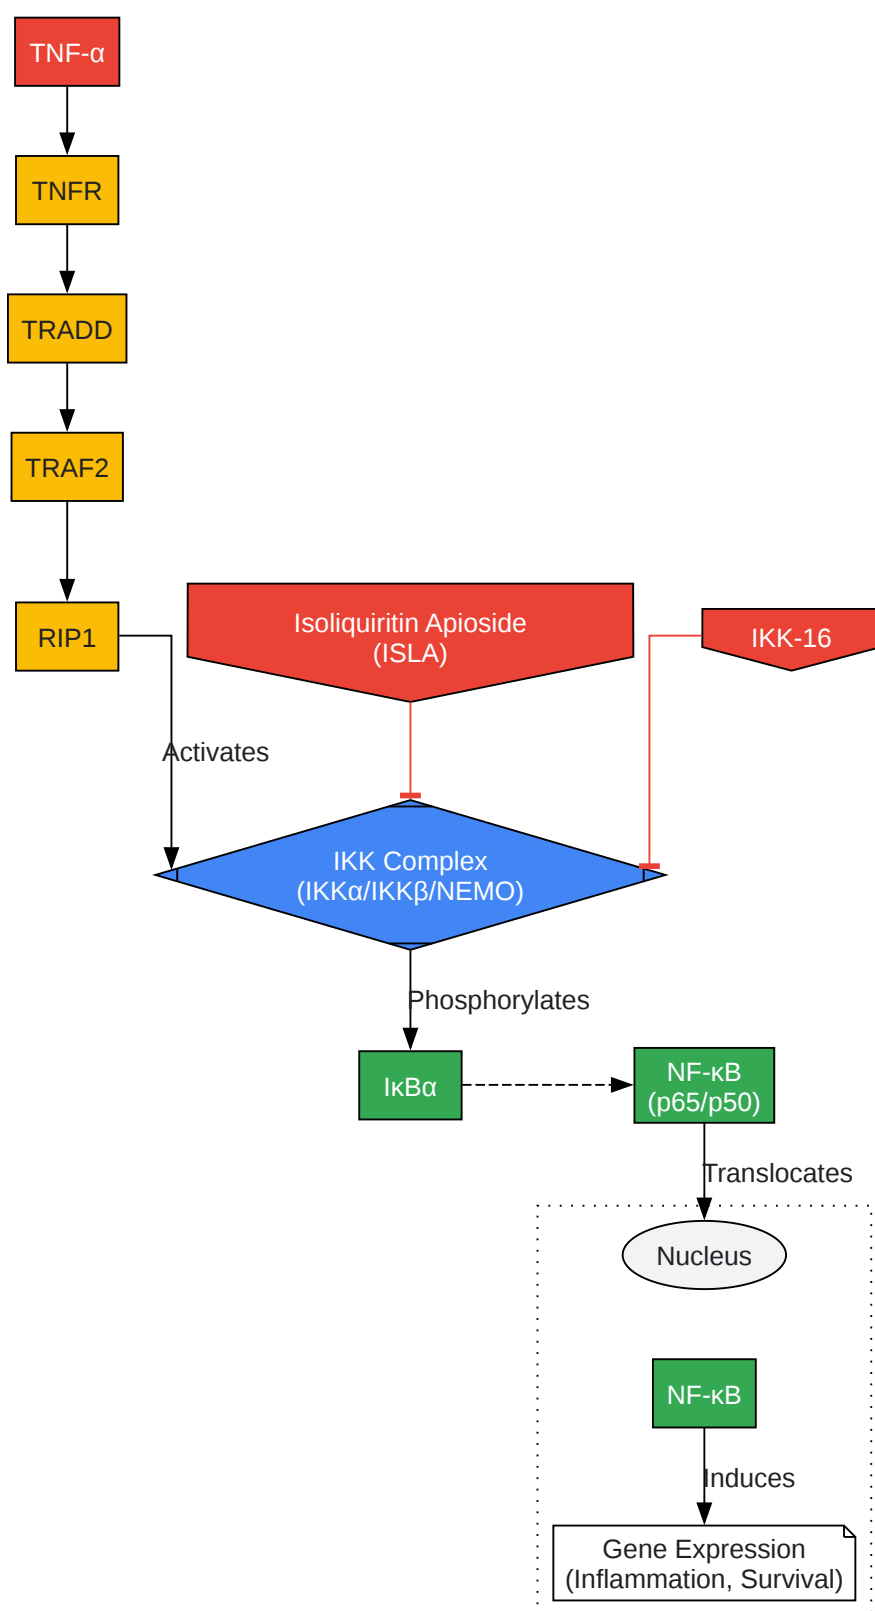 TNF-α
TNFR
TRADD
TRAF2
RIP1
Isoliquiritin Apioside
(ISLA)
IKK-16
Activates
IKK Complex
(IKKα/IKKβ/NEMO)
Phosphorylates
IκBα
NF-κB
(p65/p50)
Translocates
Nucleus
NF-κB
Induces
Gene Expression
(Inflammation, Survival)